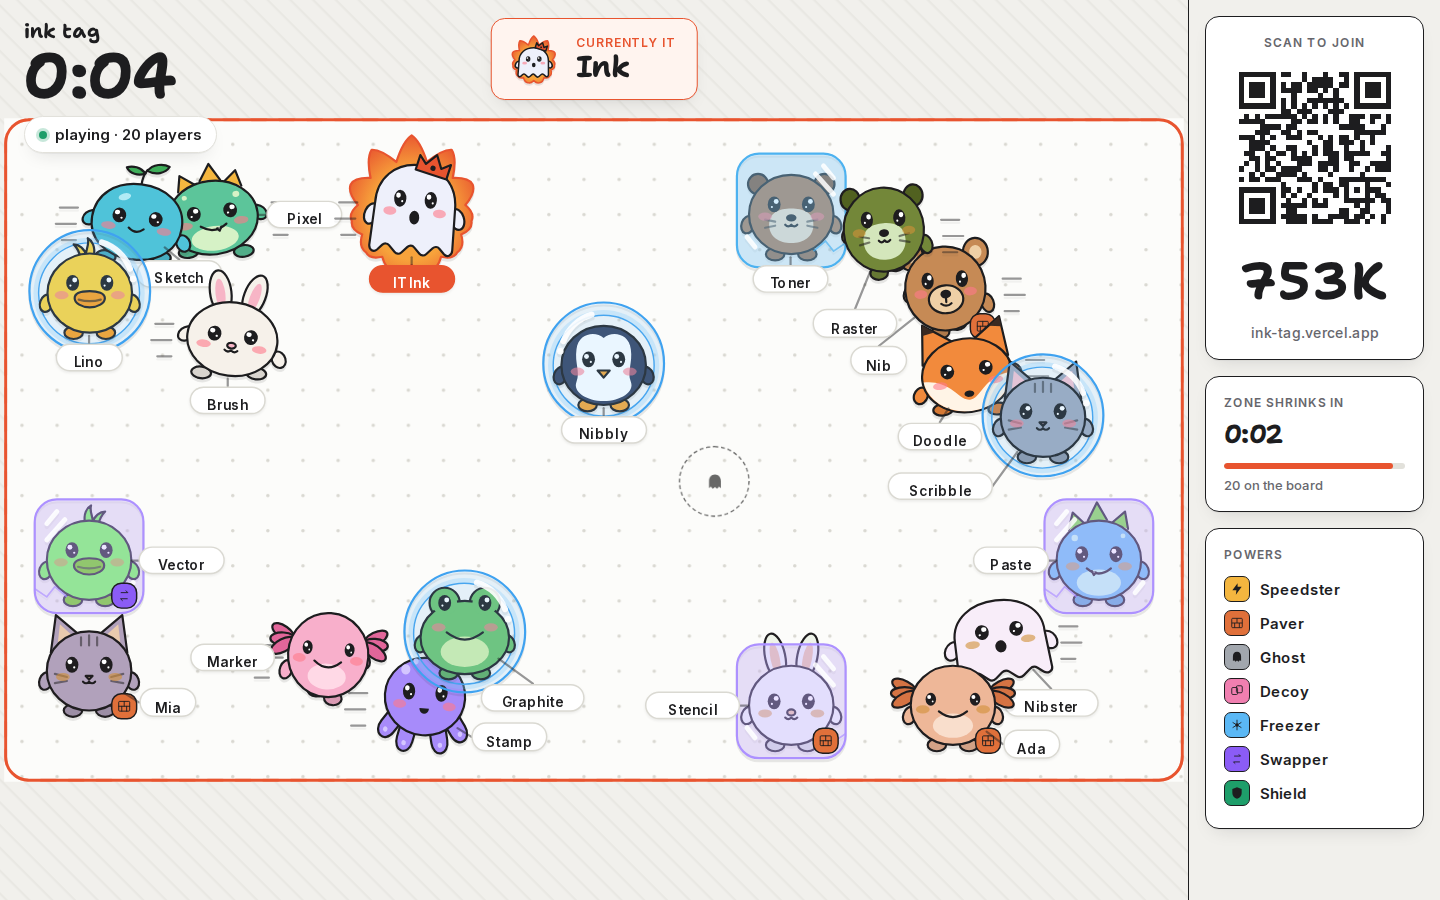 ink tag
0:04
CURRENTLY IT
Ink
playing · 20 players
Pixel
Sketch
IT Ink
Lino
Brush
Nibbly
Toner
Raster
Nib
Doodle
Scribble
Vector
Paste
Marker
Mia
Graphite
Stamp
Stencil
Nibster
Ada
SCAN TO JOIN
753K
ink-tag.vercel.app
ZONE SHRINKS IN
0:02
20 on the board
POWERS
Speedster
Paver
Ghost
Decoy
Freezer
Swapper
Shield